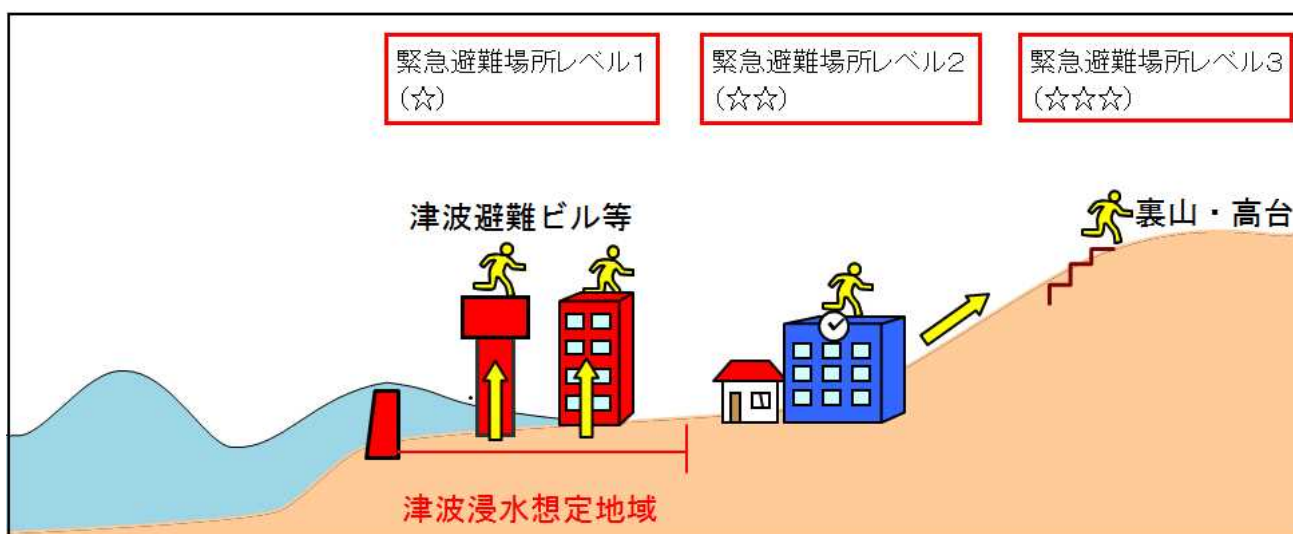 緊急避難場所レベル1
(☆)
緊急避難場所レベル2
(☆☆)
緊急避難場所レベル3
(☆☆☆)
津波避難ビル等
裏山・高台
津波浸水想定地域